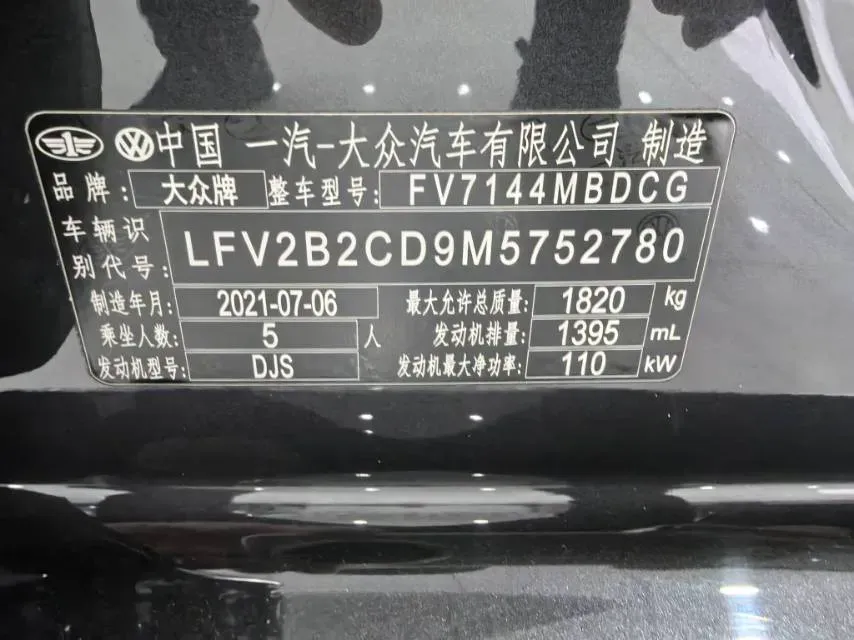 中国 一汽-大众汽车有限公司 制造
品牌: 大众牌 整车型号: FV7144MBDCG
车辆识
别代号: LFV2B2CD9M5752780
制造年月: 2021-07-06 最大允许总质量: 1820 kg
乘坐人数: 5 人 发动机排量: 1395 mL
发动机型号: DJS 发动机最大净功率: 110 kW